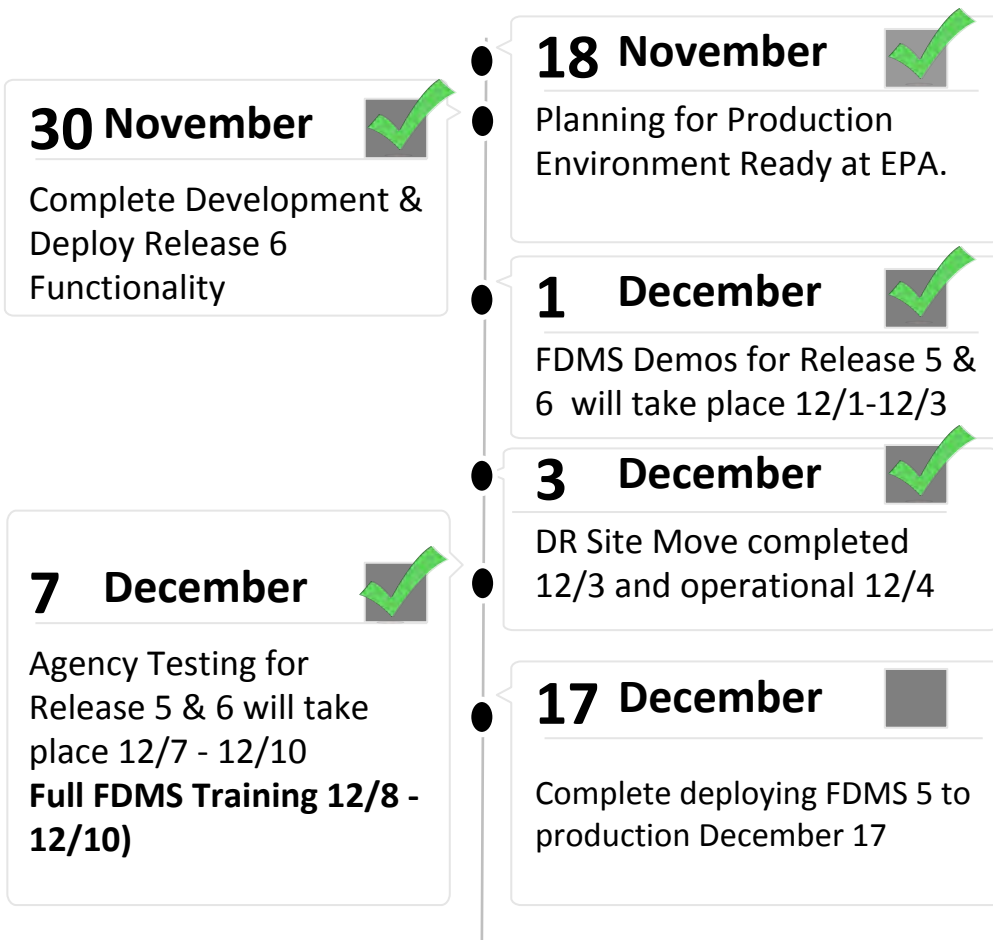 18 November
Planning for Production
Environment Ready at EPA.
30 November
Complete Development &
Deploy Release 6
Functionality
1 December
FDMS Demos for Release 5 &
6 will take place 12/1-12/3
3 December
DR Site Move completed
12/3 and operational 12/4
7 December
Agency Testing for
Release 5 & 6 will take
place 12/7 - 12/10
Full FDMS Training 12/8 -
12/10)
17 December
Complete deploying FDMS 5 to
production December 17